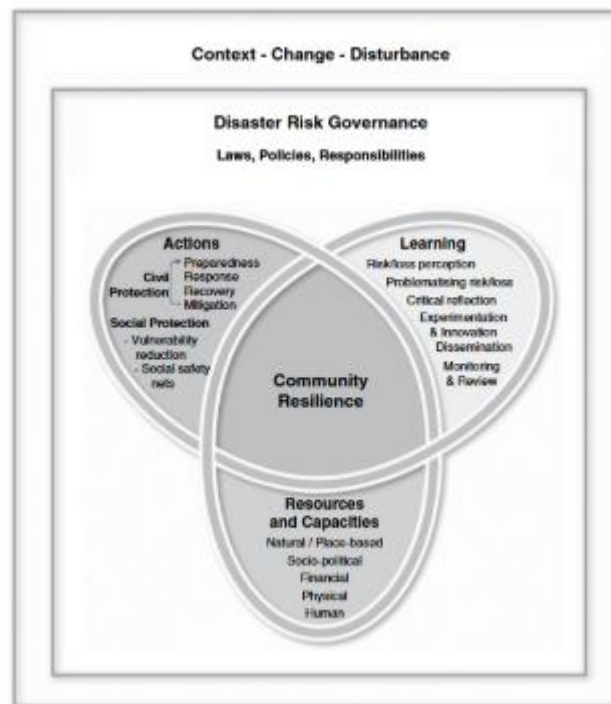 Context - Change - Disturbance
Disaster Risk Governance
Laws, Policies, Responsibilities
Actions
Civil
Protection
Preparedness
Response
Recovery
Mitigation
Social Protection
- Vulnerability
reduction
- Social safety
nets
Learning
Risk/loss perception
Problematising risk/loss
Critical reflection
Experimentation
& Innovation
Dissemination
Monitoring
& Review
Community
Resilience
Resources
and Capacities
Natural / Place-based
Socio-political
Financial
Physical
Human